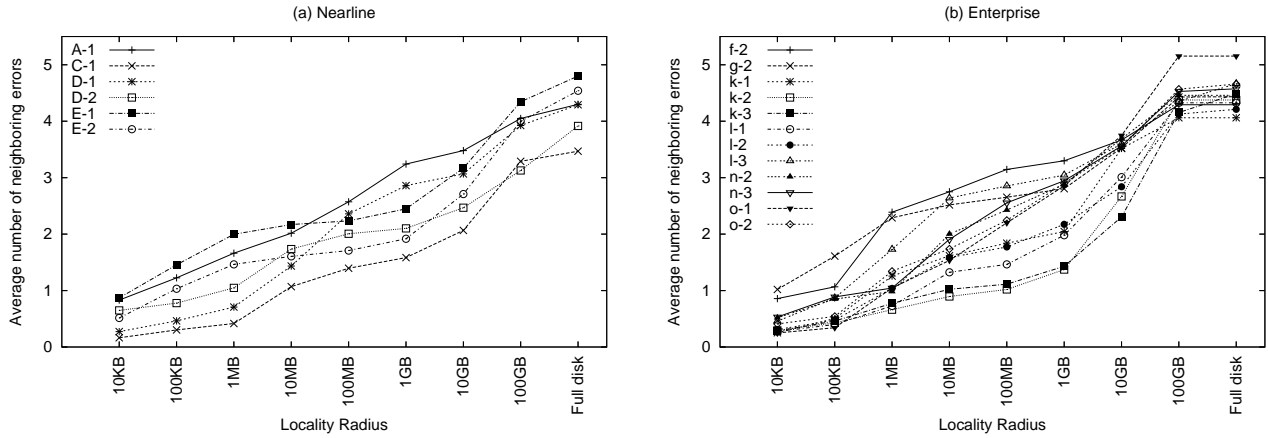 (a) Nearline
Average number of neighboring errors
5
4
3
2
1
0
A-1
C-1
D-1
D-2
E-1
E-2
10KB
100KB
1MB
10MB
100MB
1GB
10GB
100GB
Full disk
Locality Radius
(b) Enterprise
Average number of neighboring errors
5
4
3
2
1
0
f-2
g-2
k-1
k-2
k-3
l-1
l-2
l-3
n-2
n-3
o-1
o-2
10KB
100KB
1MB
10MB
100MB
1GB
10GB
100GB
Full disk
Locality Radius